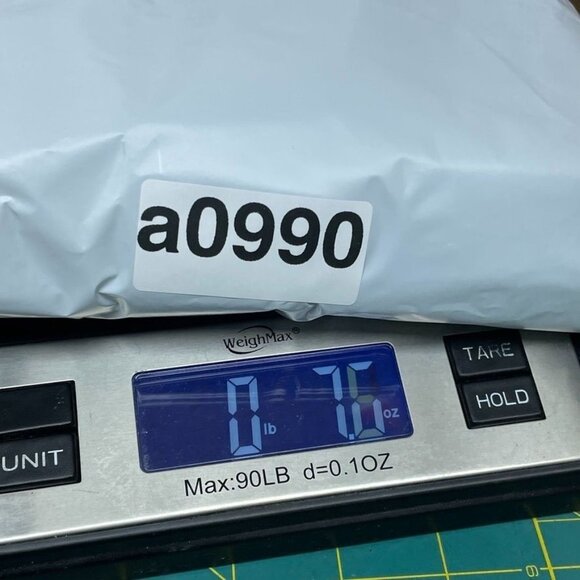 a0990
WeighMax®
TARE
HOLD
UNIT
0 lb 7.6 oz
Max:90LB d=0.1OZ